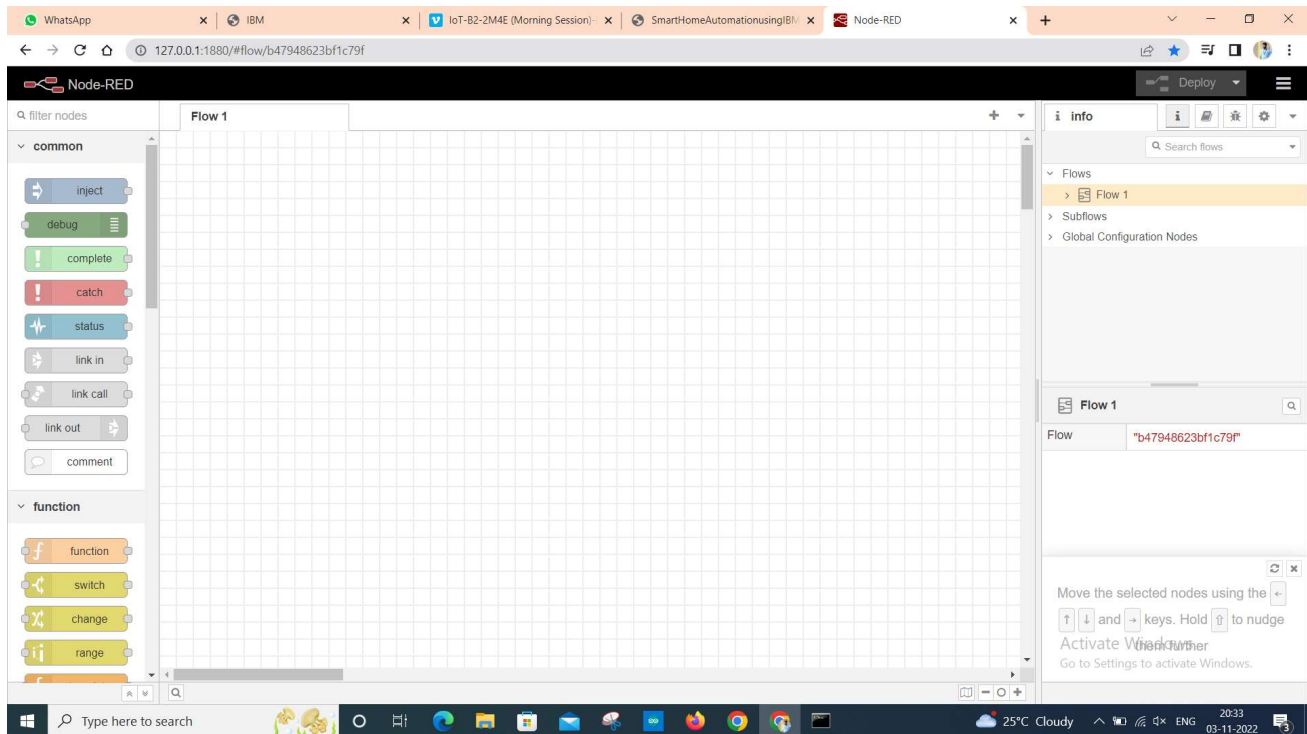 WhatsApp
IBM
IoT-B2-2M4E (Morning Session)-
SmartHomeAutomationusingIBM
Node-RED
127.0.0.1:1880/#flow/b47948623bf1c79f
Node-RED
Deploy
filter nodes
Flow 1
info
common
Search flows
inject
debug
complete
catch
status
link in
link call
link out
comment
function
function
switch
change
range
Flows
Flow 1
Subflows
Global Configuration Nodes
Flow 1
Flow "b47948623bf1c79f"
Move the selected nodes using the ←
↑ ↓ and → keys. Hold ⇧ to nudge
them further
Activate Windows
Go to Settings to activate Windows.
Type here to search
25°C Cloudy
ENG
20:33
03-11-2022
3